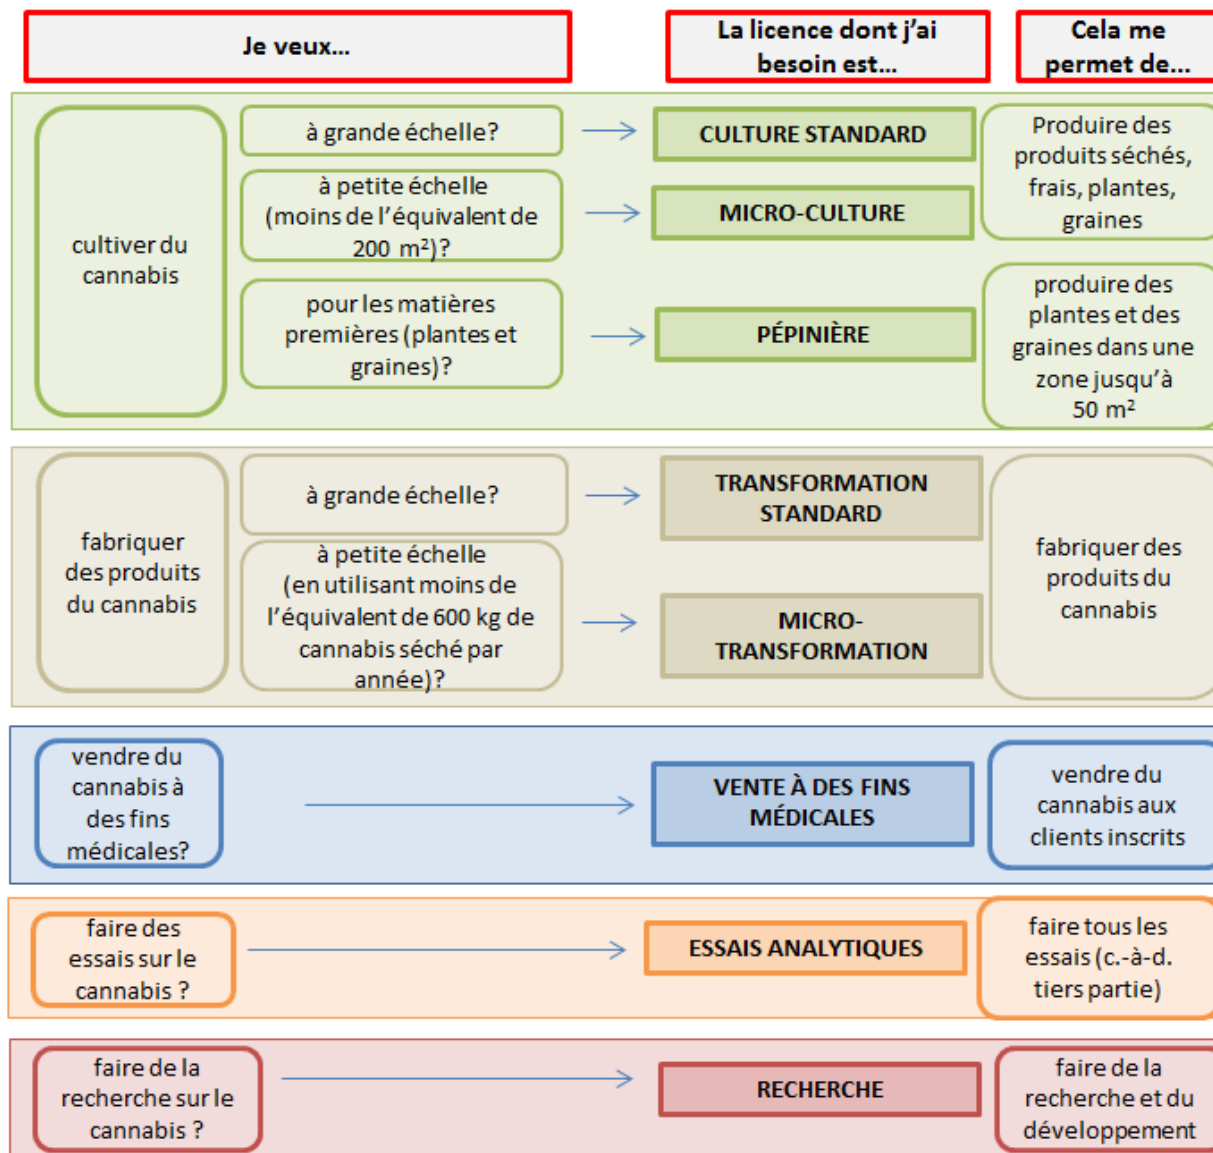 Je veux…
La licence dont j’ai
besoin est…
Cela me
permet de...
cultiver du
cannabis
à grande échelle?
CULTURE STANDARD
Produire des
produits séchés,
frais, plantes,
graines
à petite échelle
(moins de l’équivalent de
200 m²)?
MICRO-CULTURE
pour les matières
premières (plantes et
graines)?
PÉPINIÈRE
produire des
plantes et des
graines dans une
zone jusqu’à
50 m²
fabriquer
des produits
du cannabis
à grande échelle?
TRANSFORMATION
STANDARD
fabriquer des
produits du
cannabis
à petite échelle
(en utilisant moins de
l’équivalent de 600 kg de
cannabis séché par
année)?
MICRO-
TRANSFORMATION
vendre du
cannabis à
des fins
médicales?
VENTE À DES FINS
MÉDICALES
vendre du
cannabis aux
clients inscrits
faire des
essais sur le
cannabis ?
ESSAIS ANALYTIQUES
faire tous les
essais (c.-à-d.
tiers partie)
faire de la
recherche sur le
cannabis ?
RECHERCHE
faire de la
recherche et du
développement